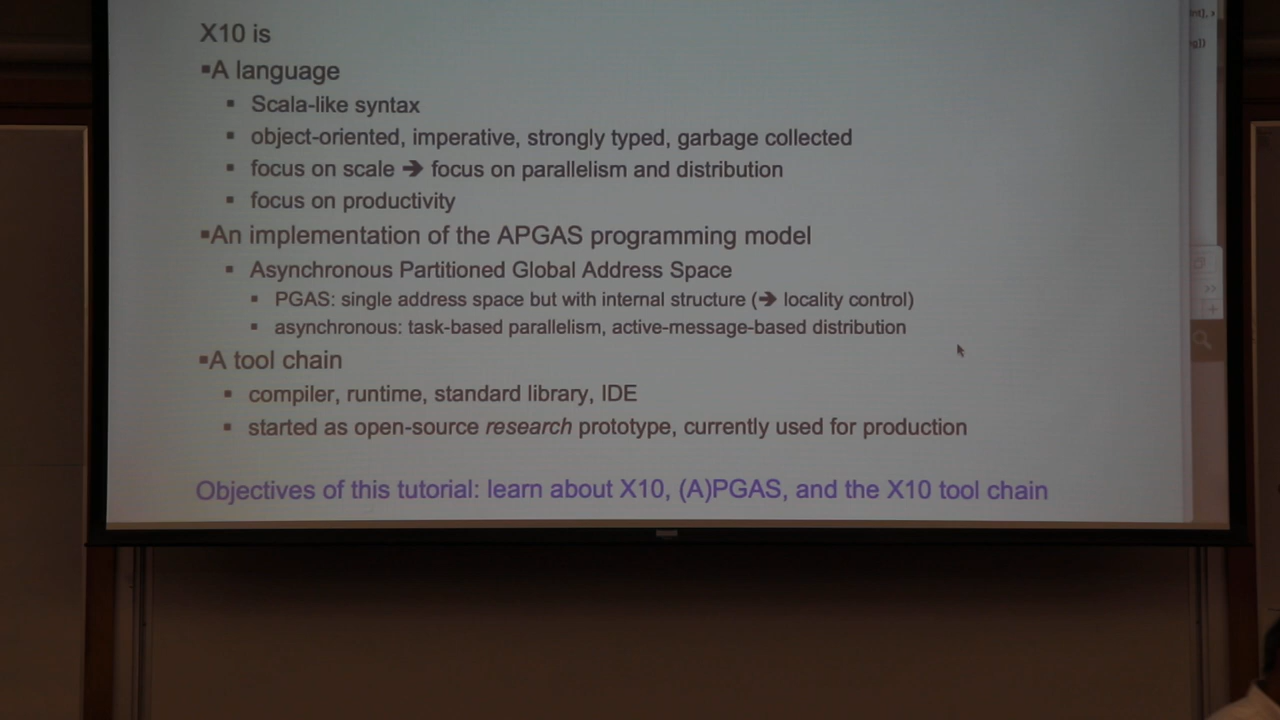 X10 is
▪A language
▪ Scala-like syntax
▪ object-oriented, imperative, strongly typed, garbage collected
▪ focus on scale ➔ focus on parallelism and distribution
▪ focus on productivity
▪An implementation of the APGAS programming model
▪ Asynchronous Partitioned Global Address Space
▪ PGAS: single address space but with internal structure (➔ locality control)
▪ asynchronous: task-based parallelism, active-message-based distribution
▪A tool chain
▪ compiler, runtime, standard library, IDE
▪ started as open-source research prototype, currently used for production
Objectives of this tutorial: learn about X10, (A)PGAS, and the X10 tool chain